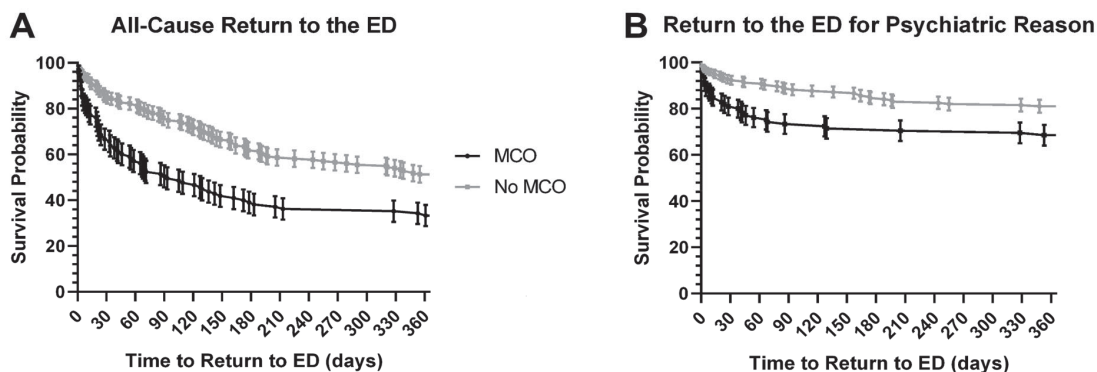 A All-Cause Return to the ED
100
80
60
40
20
0
Survival Probability
0 30 60 90 120 150 180 210 240 270 300 330 360
Time to Return to ED (days)
MCO
No MCO
B Return to the ED for Psychiatric Reason
100
80
60
40
20
0
Survival Probability
0 30 60 90 120 150 180 210 240 270 300 330 360
Time to Return to ED (days)